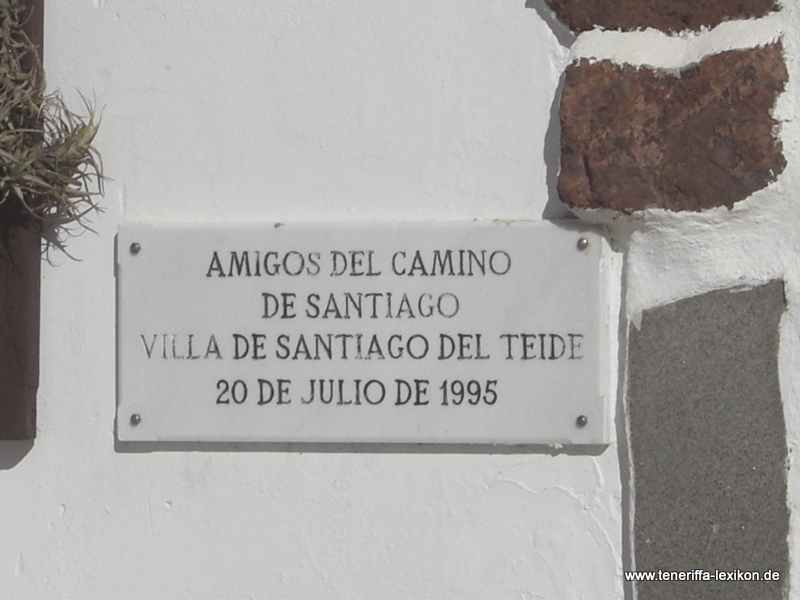 AMIGOS DEL CAMINO
DE SANTIAGO
VILLA DE SANTIAGO DEL TEIDE
20 DE JULIO DE 1995
www.teneriffa-lexikon.de